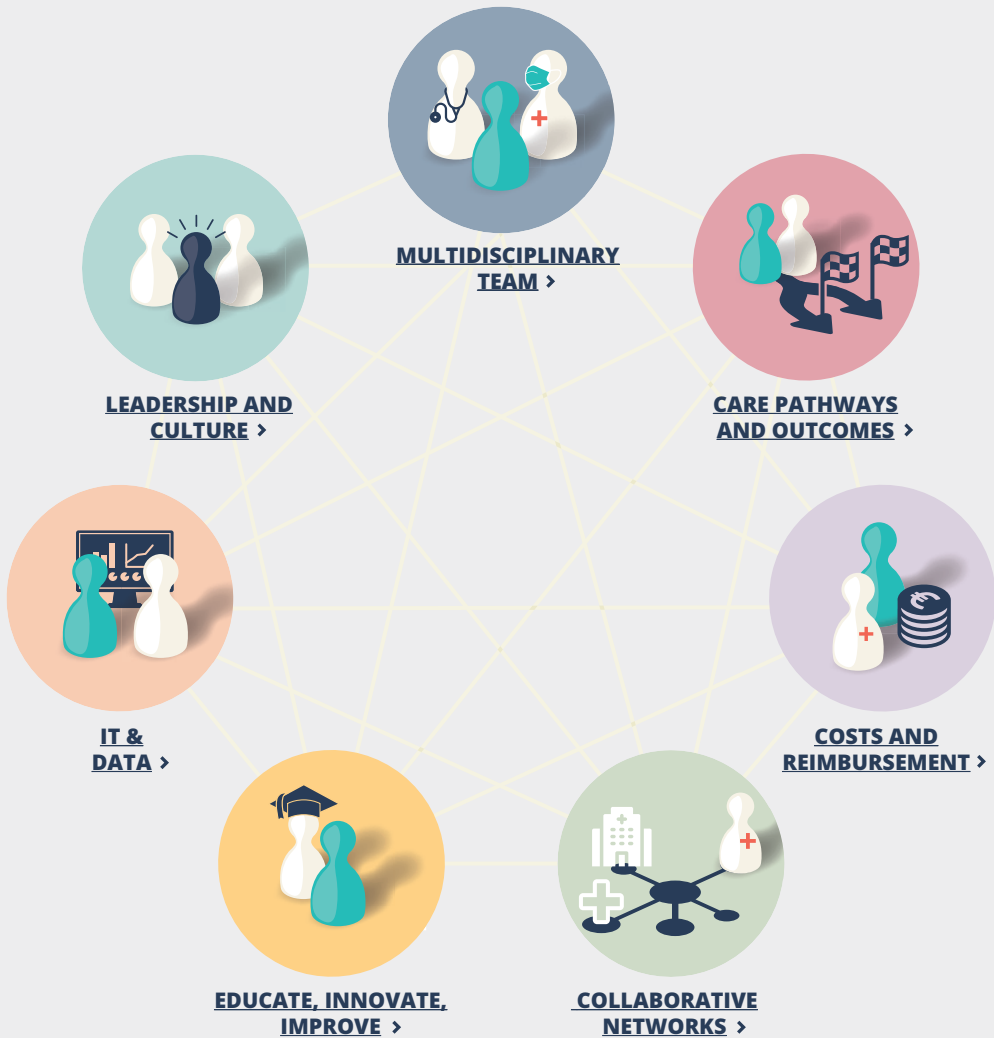 MULTIDISCIPLINARY
TEAM
LEADERSHIP AND
CULTURE
CARE PATHWAYS
AND OUTCOMES
IT &
DATA
COSTS AND
REIMBURSEMENT
EDUCATE, INNOVATE,
IMPROVE
COLLABORATIVE
NETWORKS